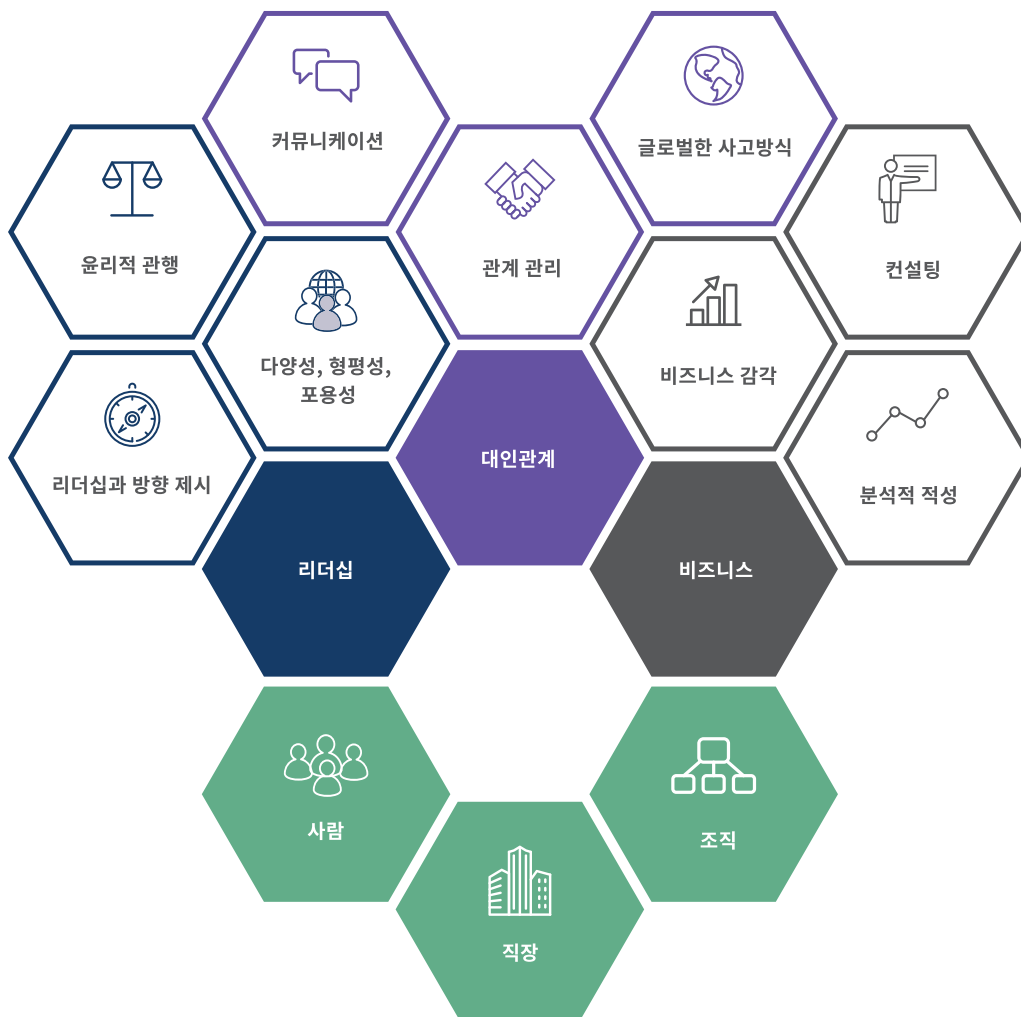 커뮤니케이션
글로벌한 사고방식
윤리적 관행
관계 관리
컨설팅
다양성, 형평성,
포용성
비즈니스 감각
리더십과 방향 제시
대인관계
분석적 적성
리더십
비즈니스
사람
조직
직장